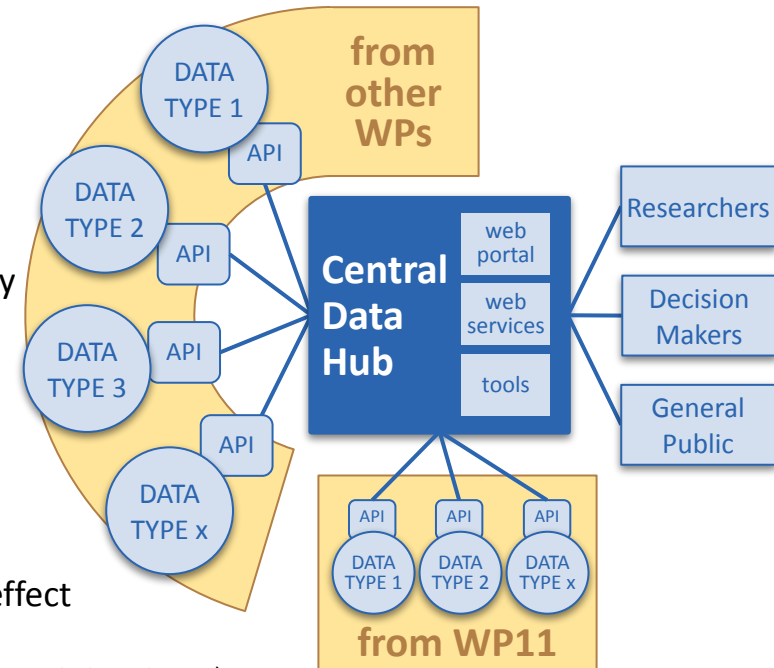 from
other
WPs
DATA
TYPE 1
API
DATA
TYPE 2
API
DATA
TYPE 3
API
DATA
TYPE x
API
Central
Data
Hub
web
portal
web
services
tools
Researchers
Decision
Makers
General
Public
API
API
API
DATA
TYPE 1
DATA
TYPE 2
DATA
TYPE x
from WP11
y
effect